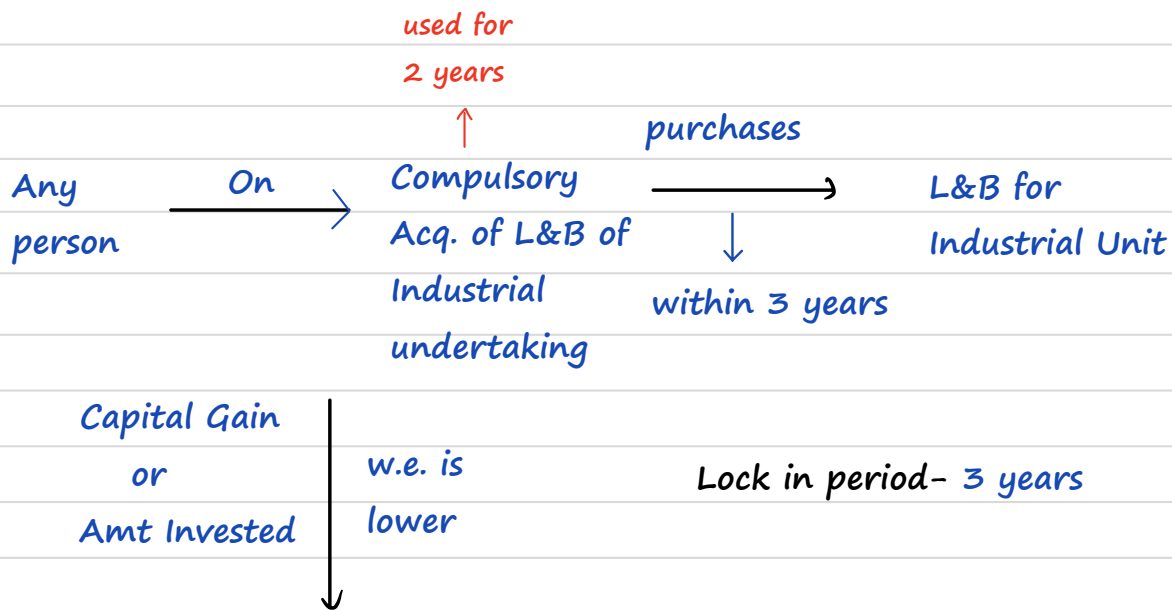 used for
2 years
purchases
Any
person
On
Compulsory
Acq. of L&B of
Industrial
undertaking
within 3 years
L&B for
Industrial Unit
Capital Gain
or
Amt Invested
w.e. is
lower
Lock in period- 3 years